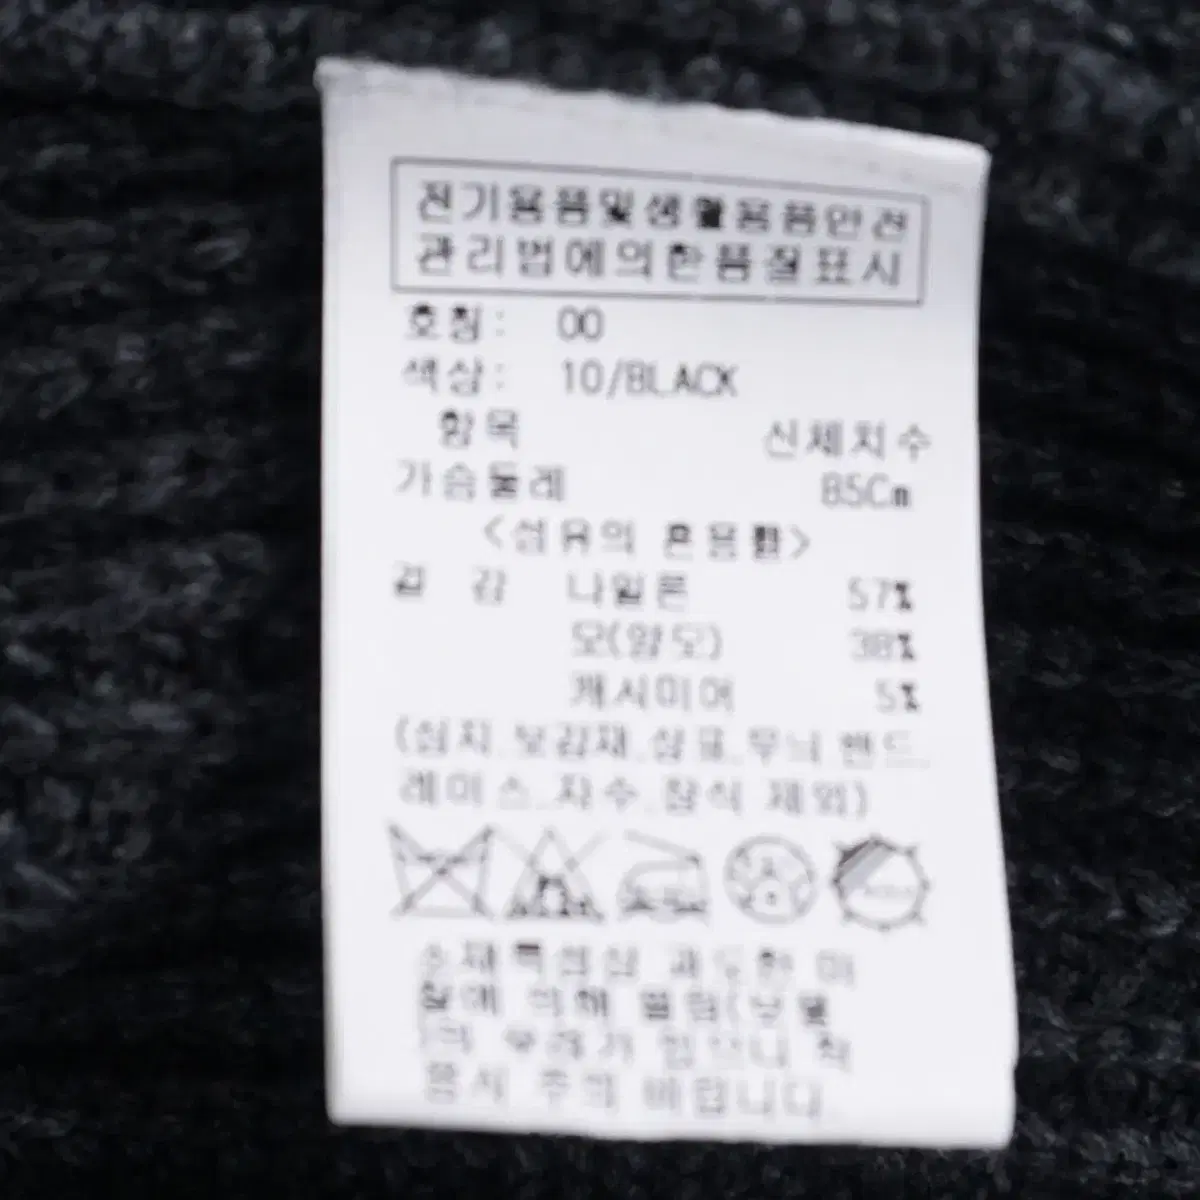 전기용품및생활용품안전
관리법에의한품질표시
호칭: 00
색상: 10/BLACK
항목 신체치수
가슴둘레 85Cm
<섬유의 혼용률>
겉 감 나일론 57%
모(양모) 38%
캐시미어 5%
(심지.보강재.상표.무늬 밴드.
레이스.자수.장식 제외)
소재특성상 과도한 마
찰에 의해 필링(보풀
)의 우려가 있으니 착
용시 주의 바랍니다.